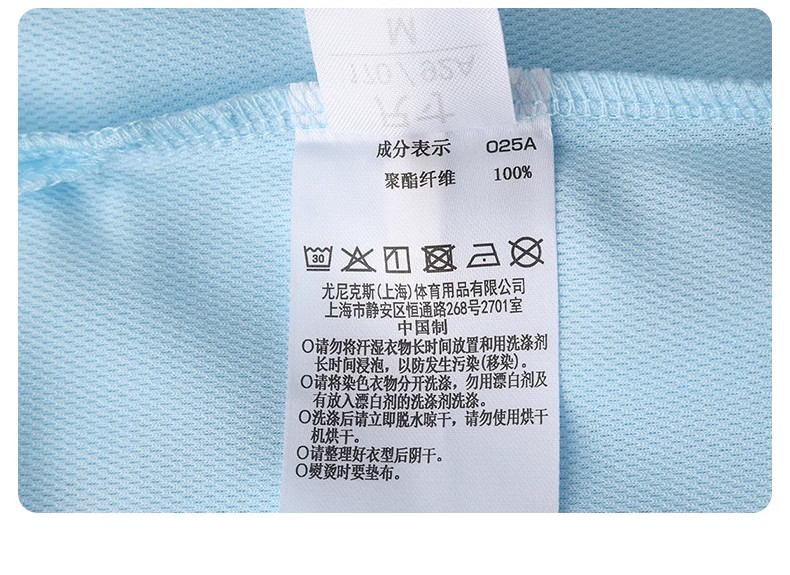 M
170/92A
尺寸
成分表示 025A
聚酯纤维 100%
30
尤尼克斯(上海)体育用品有限公司
上海市静安区恒通路268号2701室
中国制
○请勿将汗湿衣物长时间放置和用洗涤剂
长时间浸泡，以防发生污染(移染)。
○请将染色衣物分开洗涤，勿用漂白剂及
有放入漂白剂的洗涤剂洗涤。
○洗涤后请立即脱水晾干，请勿使用烘干
机烘干。
○请整理好衣型后阴干。
○熨烫时要垫布。